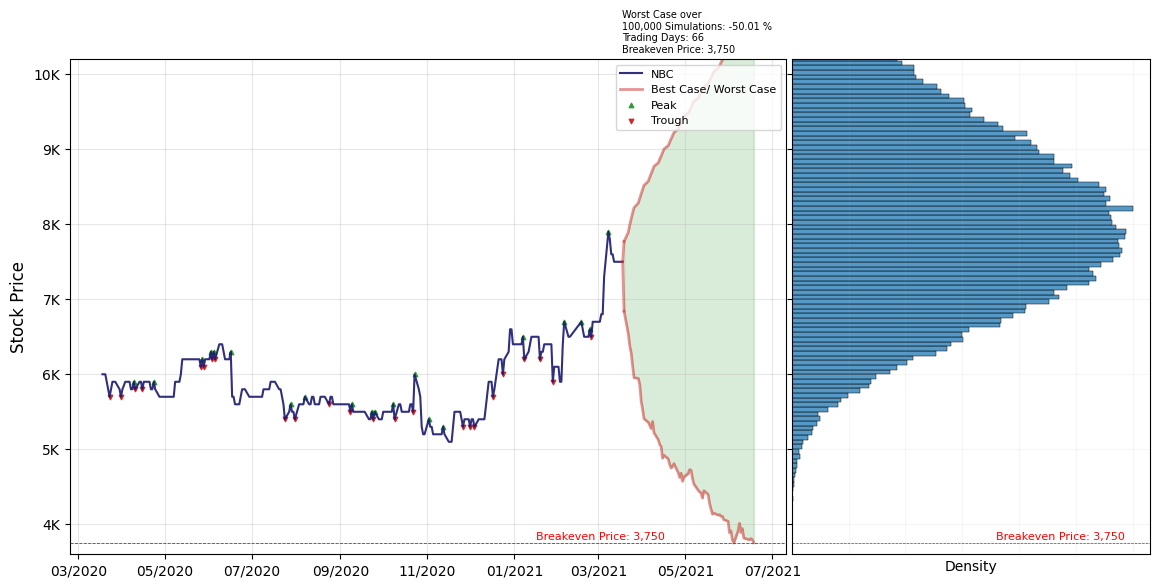 Worst Case over
100,000 Simulations: -50.01 %
Trading Days: 66
Breakeven Price: 3,750
NBC
Best Case/ Worst Case
Peak
Trough
Stock Price
10K
9K
8K
7K
6K
5K
4K
Breakeven Price: 3,750
Breakeven Price: 3,750
03/2020 05/2020 07/2020 09/2020 11/2020 01/2021 03/2021 05/2021 07/2021
Density